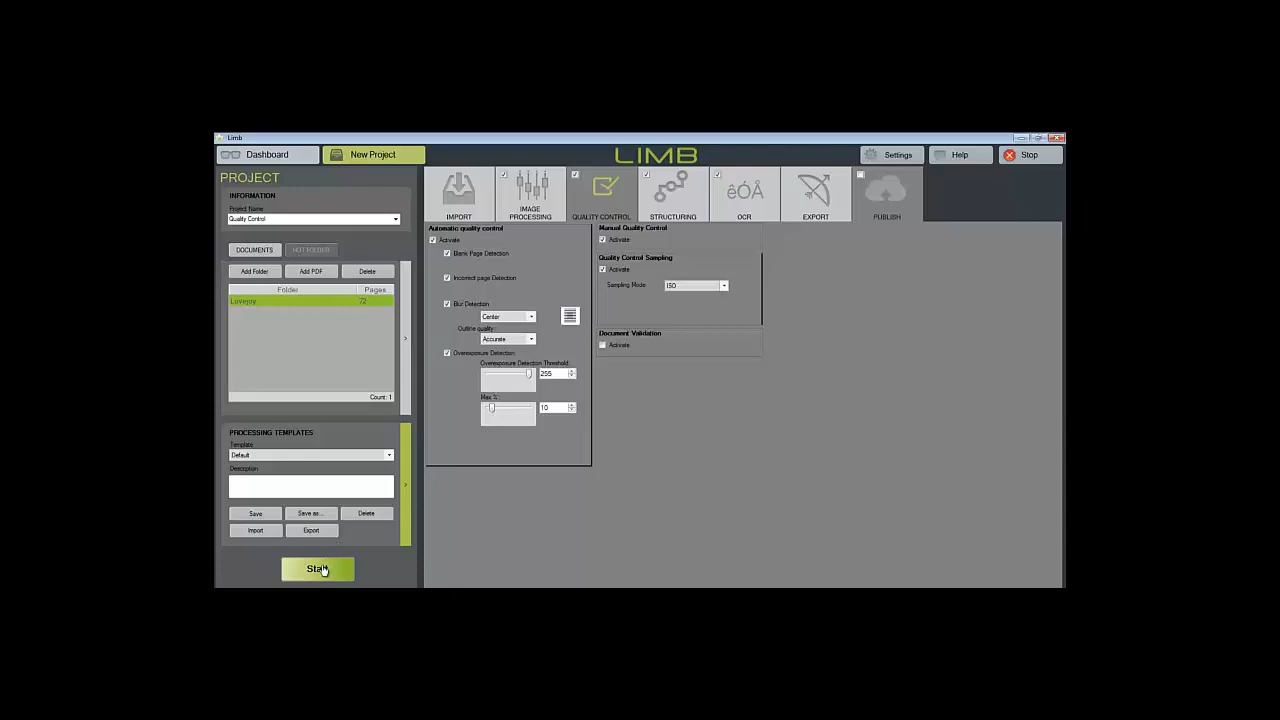 Limb
Dashboard
New Project
LIMB
Settings
Help
Stop
PROJECT
INFORMATION
Project Name
Quality Control
DOCUMENTS
HOT FOLDER
Add Folder
Add PDF
Delete
Folder
Pages
Lovejoy
72
Count: 1
PROCESSING TEMPLATES
Template
Default
Description
Save
Save as...
Delete
Import
Export
Start
IMPORT
IMAGE
PROCESSING
QUALITY CONTROL
STRUCTURING
êÓÅ
OCR
EXPORT
PUBLISH
Automatic quality control
Activate
Blank Page Detection
Incorrect page Detection
Blur Detection
Center
Outline quality:
Accurate
Overexposure Detection:
Overexposure Detection Threshold:
255
Max %:
10
Manual Quality Control
Activate
Quality Control Sampling
Activate
Sampling Mode
ISO
Document Validation
Activate